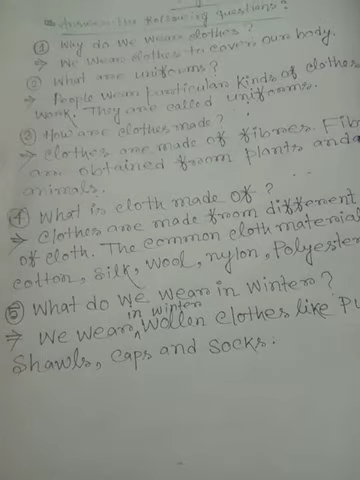 Answer the following questions?
① Why do we wear clothes?
⇒ We wear clothes to cover our body.
② What are uniforms?
⇒ People wear particular kinds of clothes
work. They are called uniforms.
③ How are clothes made?
⇒ Clothes are made of fibres. Fib
are obtained from plants and
animals.
④ What is cloth made of?
⇒ Clothes are made from different
of cloth. The common cloth material
cotton, silk, wool, nylon, Polyester
⑤ What do we wear in winter?
in winter
⇒ We wear wollen clothes like Pu
Shawls, caps and socks.